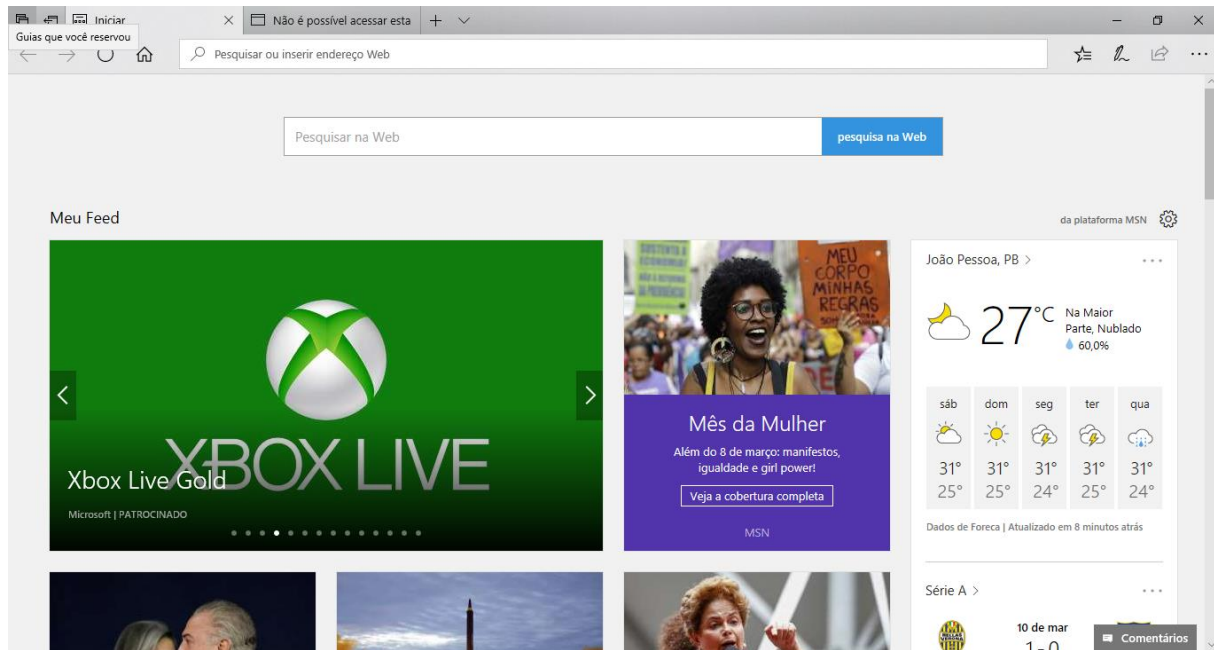 Iniciar
Não é possível acessar esta
Guias que você reservou
Pesquisar ou inserir endereço Web
Pesquisar na Web
pesquisa na Web
Meu Feed
da plataforma MSN
XBOX LIVE
Xbox Live Gold
Microsoft | PATROCINADO
MEU
CORPO
MINHAS
REGRAS
Mês da Mulher
Além do 8 de março: manifestos,
igualdade e girl power!
Veja a cobertura completa
MSN
João Pessoa, PB >
27°C
Na Maior
Parte, Nublado
60,0%
sáb dom seg ter qua
31° 31° 31° 31° 31°
25° 25° 24° 25° 24°
Dados de Foreca | Atualizado em 8 minutos atrás
Série A >
10 de mar
1-0
Comentários